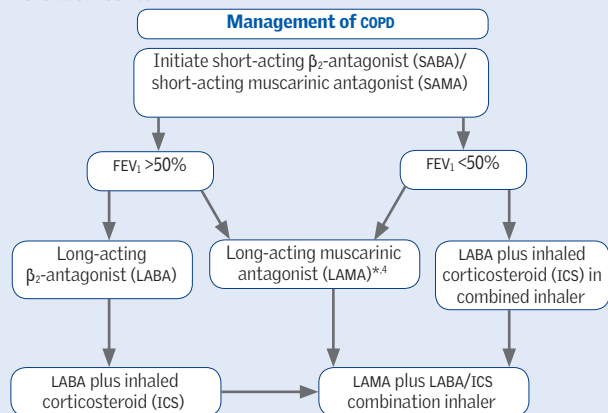 Management of COPD
Initiate short-acting β₂-antagonist (SABA)/
short-acting muscarinic antagonist (SAMA)
FEV₁ >50%
FEV₁ <50%
Long-acting
β₂-antagonist (LABA)
Long-acting muscarinic
antagonist (LAMA)*,4
LABA plus inhaled
corticosteroid (ICS) in
combined inhaler
LABA plus inhaled
corticosteroid (ICS)
LAMA plus LABA/ICS
combination inhaler